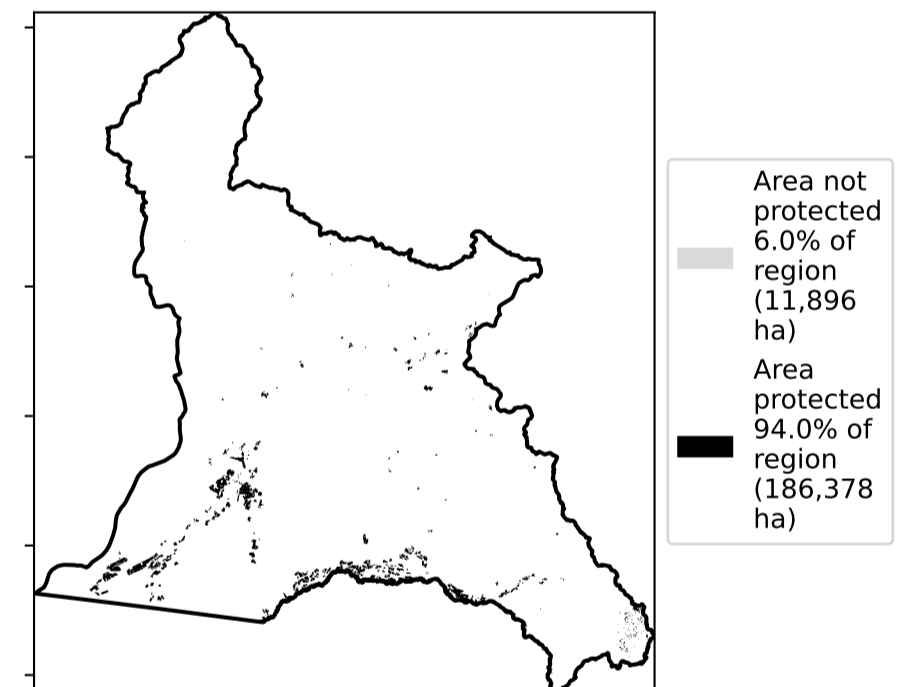 Area not
protected
6.0% of
region
(11,896
ha)
Area
protected
94.0% of
region
(186,378
ha)